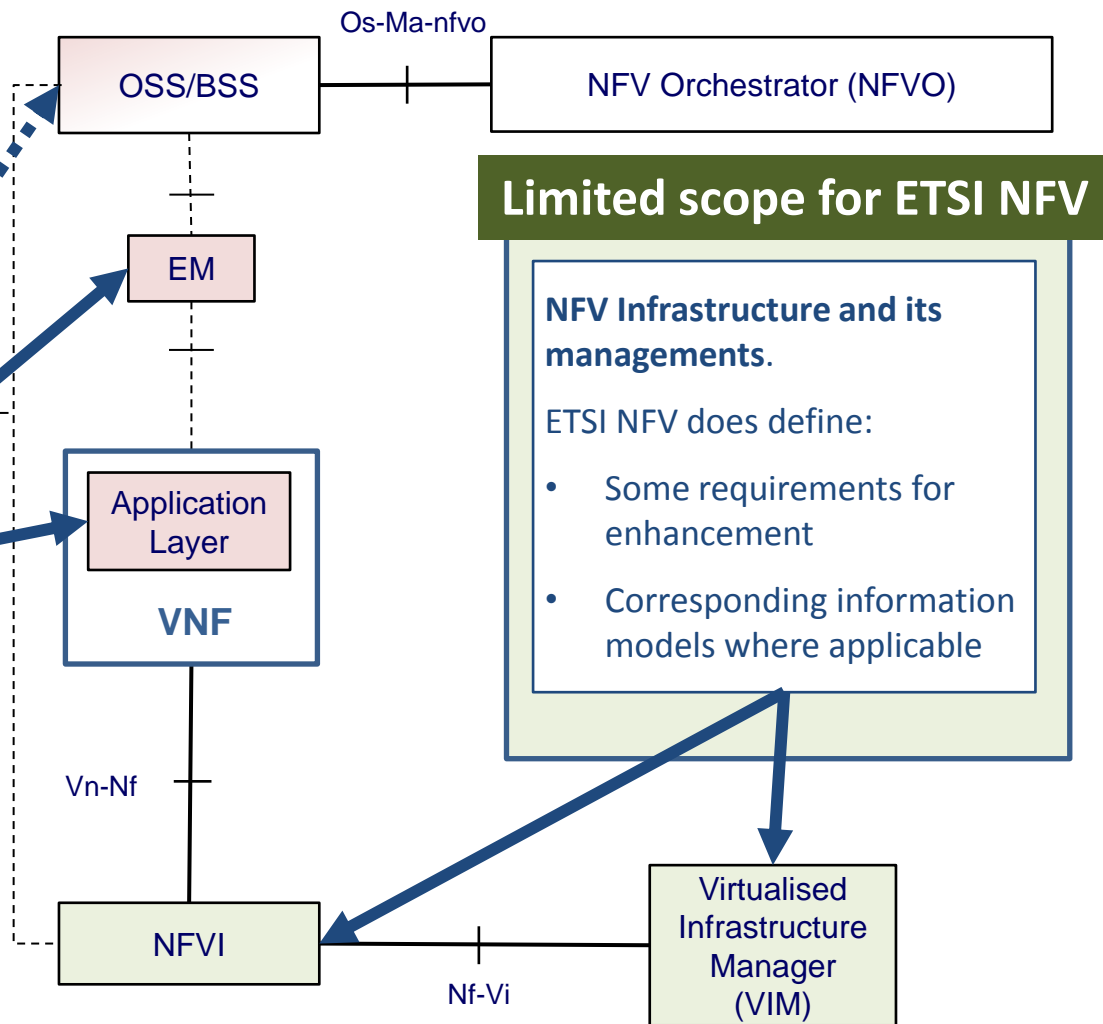 Os-Ma-nfvo
OSS/BSS
NFV Orchestrator (NFVO)
Limited scope for ETSI NFV
EM
NFV Infrastructure and its
managements.
ETSI NFV does define:
• Some requirements for
enhancement
• Corresponding information
models where applicable
Application
Layer
VNF
Vn-Nf
NFVI
Nf-Vi
Virtualised
Infrastructure
Manager
(VIM)